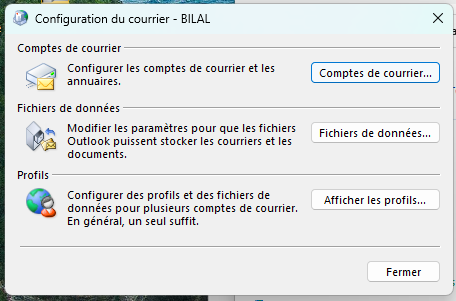 Configuration du courrier - BILAL
Comptes de courrier
Configurer les comptes de courrier et les
annuaires.
Comptes de courrier...
Fichiers de données
Modifier les paramètres pour que les fichiers
Outlook puissent stocker les courriers et les
documents.
Fichiers de données...
Profils
Configurer des profils et des fichiers de
données pour plusieurs comptes de courrier.
En général, un seul suffit.
Afficher les profils...
Fermer